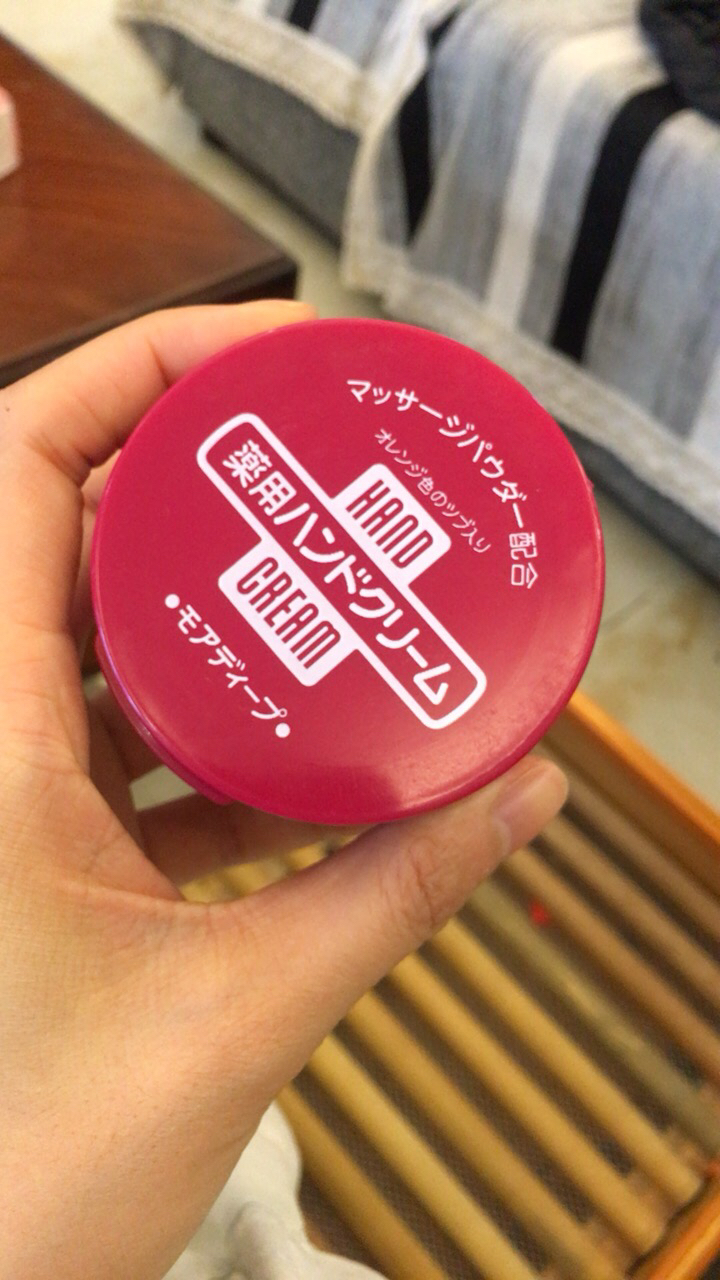 マッサージパウダー配合
オレンジ色のツブ入り
HAND
薬用ハンドクリーム
CREAM
•モアディープ•